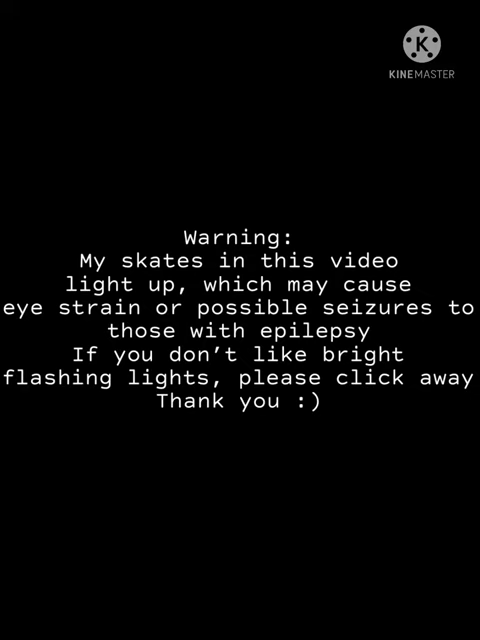 K
KINEMASTER
Warning:
My skates in this video
light up, which may cause
eye strain or possible seizures to
those with epilepsy
If you don’t like bright
flashing lights, please click away
Thank you :)